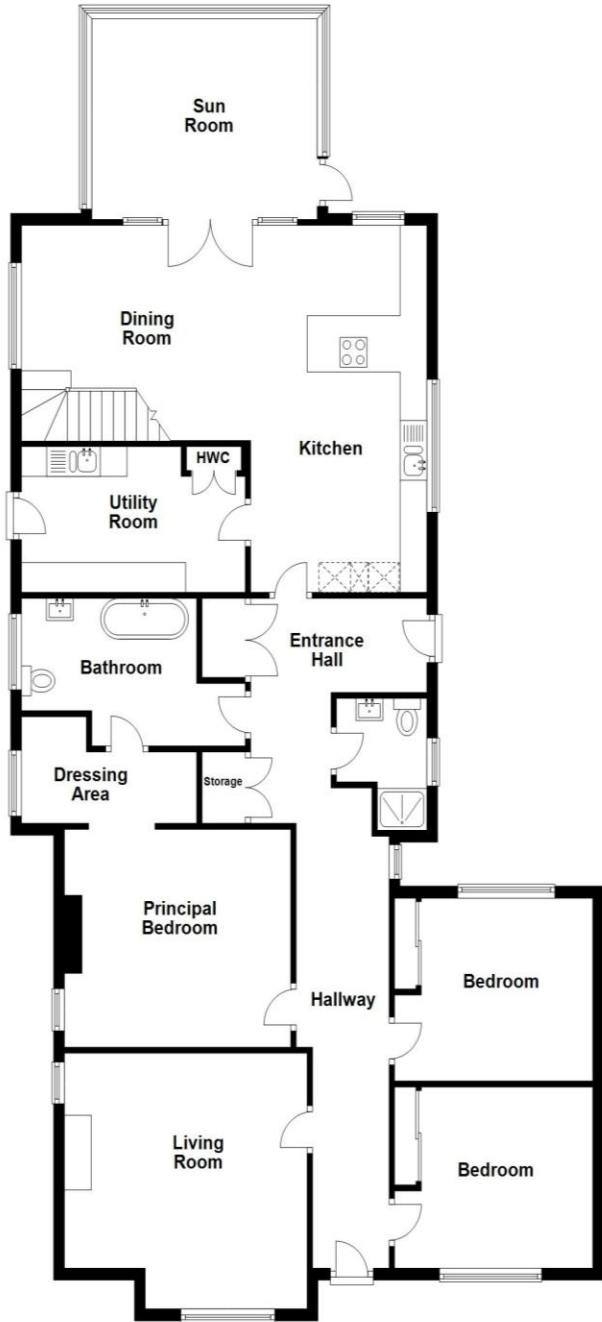 Sun
Room
Dining
Room
Kitchen
HWC
Utility
Room
Entrance
Hall
Bathroom
Dressing
Area
Storage
Principal
Bedroom
Hallway
Bedroom
Living
Room
Bedroom